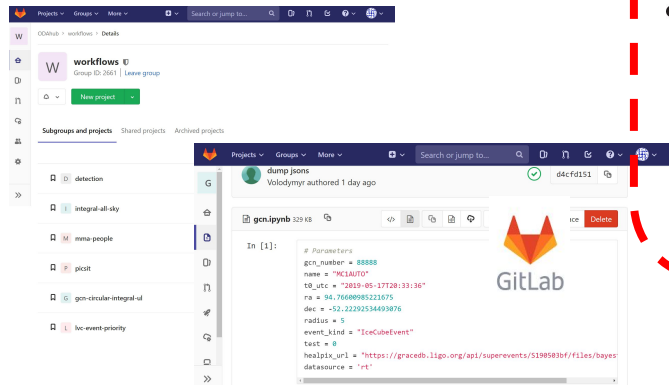 Projects Groups More Search or jump to...
W
ODAhub > workflows > Details
W workflows
Group ID: 2661 | Leave group
New project
Subgroups and projects Shared projects Archived projects
D detection
I integral-all-sky
M mma-people
P picsit
G gcn-circular-integral-ul
L lvc-event-priority
Projects Groups More Search or jump to...
G
dump jsons
Volodymyr authored 1 day ago
d4cfd151
gcn.ipynb 329 KB
Delete
In [1]:
# Parameters
gcn_number = 88888
name = "MC1AUTO"
t0_utc = "2019-05-17T20:33:36"
ra = 94.76600985221675
dec = -52.22292534493076
radius = 5
event_kind = "IceCubeEvent"
test = 0
healpix_url = "https://gracedb.ligo.org/api/superevents/S190503bf/files/bayes
datasource = 'rt'
GitLab